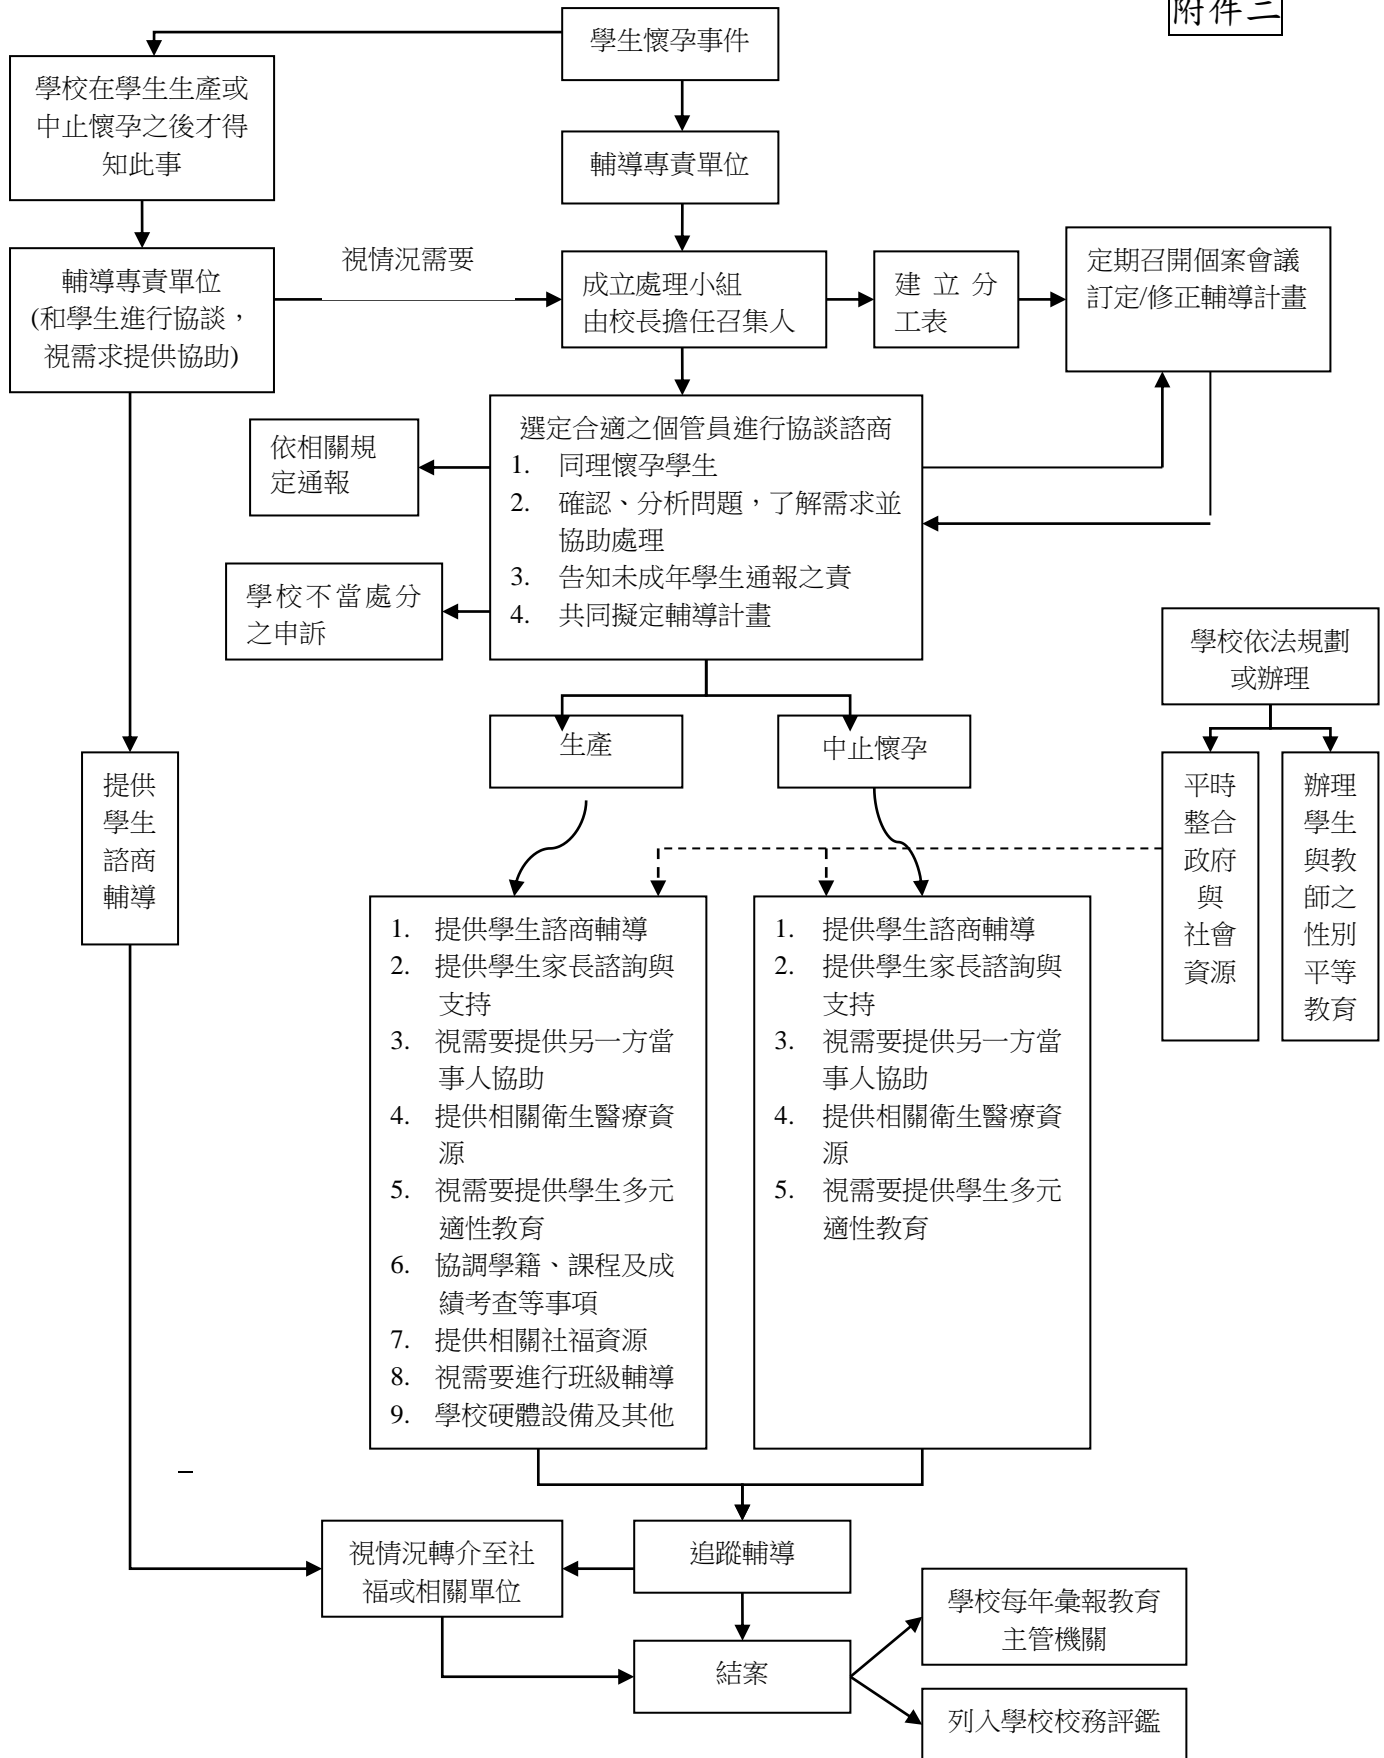 附件三
學生懷孕事件
學校在學生生產或
中止懷孕之後才得
知此事
輔導專責單位
輔導專責單位
(和學生進行協談，
視需求提供協助)
視情況需要
成立處理小組
由校長擔任召集人
建立分
工表
定期召開個案會議
訂定/修正輔導計畫
選定合適之個管員進行協談諮商
1. 同理懷孕學生
2. 確認、分析問題，了解需求並
協助處理
3. 告知未成年學生通報之責
4. 共同擬定輔導計畫
依相關規
定通報
學校不當處分
之申訴
學校依法規劃
或辦理
生產
中止懷孕
提供
學生
諮商
輔導
平時
整合
政府
與
社會
資源
辦理
學生
與教
師之
性別
平等
教育
1. 提供學生諮商輔導
2. 提供學生家長諮詢與
支持
3. 視需要提供另一方當
事人協助
4. 提供相關衛生醫療資
源
5. 視需要提供學生多元
適性教育
6. 協調學籍、課程及成
績考查等事項
7. 提供相關社福資源
8. 視需要進行班級輔導
9. 學校硬體設備及其他
1. 提供學生諮商輔導
2. 提供學生家長諮詢與
支持
3. 視需要提供另一方當
事人協助
4. 提供相關衛生醫療資
源
5. 視需要提供學生多元
適性教育
視情況轉介至社
福或相關單位
追蹤輔導
結案
學校每年彙報教育
主管機關
列入學校校務評鑑